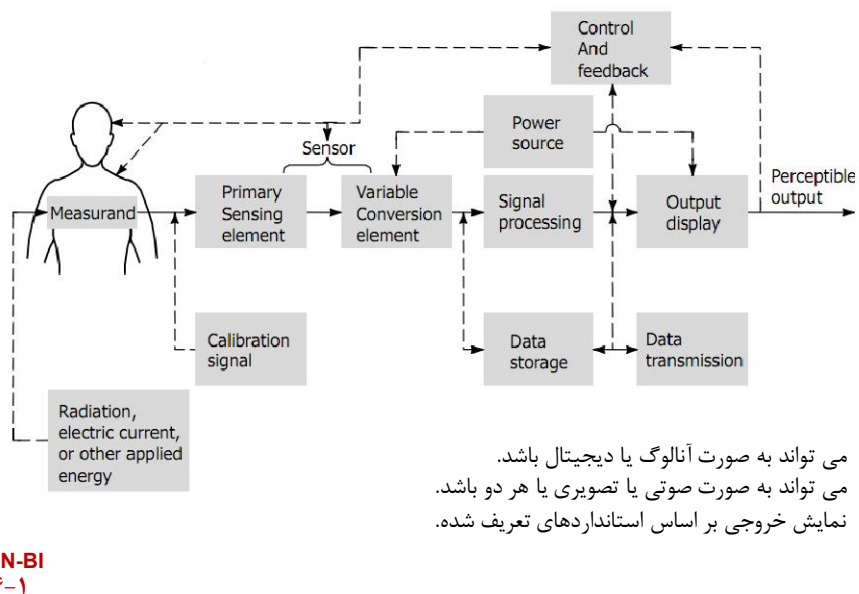 Control
And
feedback
Power
source
Sensor
Perceptible
output
Measurand
Primary
Sensing
element
Variable
Conversion
element
Signal
processing
Output
display
Calibration
signal
Data
storage
Data
transmission
Radiation,
electric current,
or other applied
energy
می تواند به صورت آنالوگ یا دیجیتال باشد.
می تواند به صورت صوتی یا تصویری یا هر دو باشد.
نمایش خروجی بر اساس استانداردهای تعریف شده.
N-BI